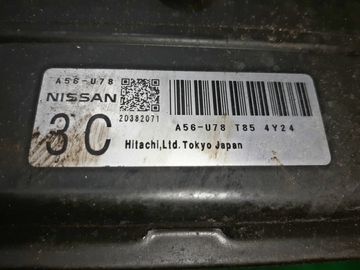 A56-U78
NISSAN
20382071
3C
A56-U78 T85 4Y24
Hitachi,Ltd.Tokyo Japan